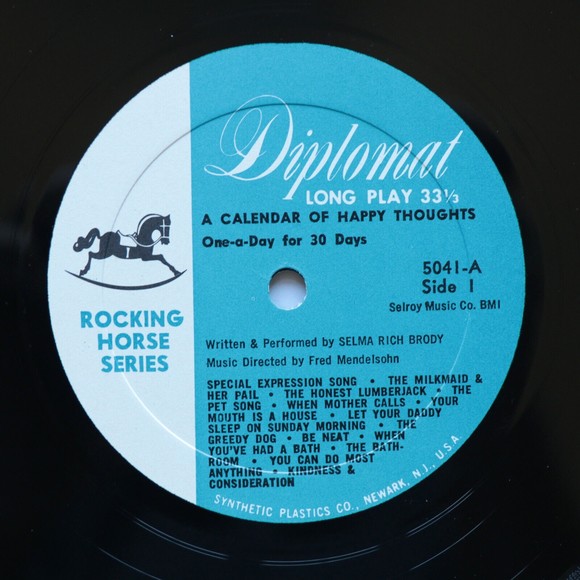 Diplomat
LONG PLAY 33⅓
A CALENDAR OF HAPPY THOUGHTS
One-a-Day for 30 Days
5041-A
Side 1
Selroy Music Co. BMI
ROCKING
HORSE
SERIES
Written & Performed by SELMA RICH BRODY
Music Directed by Fred Mendelsohn
SPECIAL EXPRESSION SONG • THE MILKMAID &
HER PAIL • THE HONEST LUMBERJACK • THE
PET SONG • WHEN MOTHER CALLS • YOUR
MOUTH IS A HOUSE • LET YOUR DADDY
SLEEP ON SUNDAY MORNING • THE
GREEDY DOG • BE NEAT • WHEN
YOU'VE HAD A BATH • THE BATH-
ROOM • YOU CAN DO MOST
ANYTHING • KINDNESS &
CONSIDERATION
SYNTHETIC PLASTICS CO., NEWARK, N.J., U.S.A.